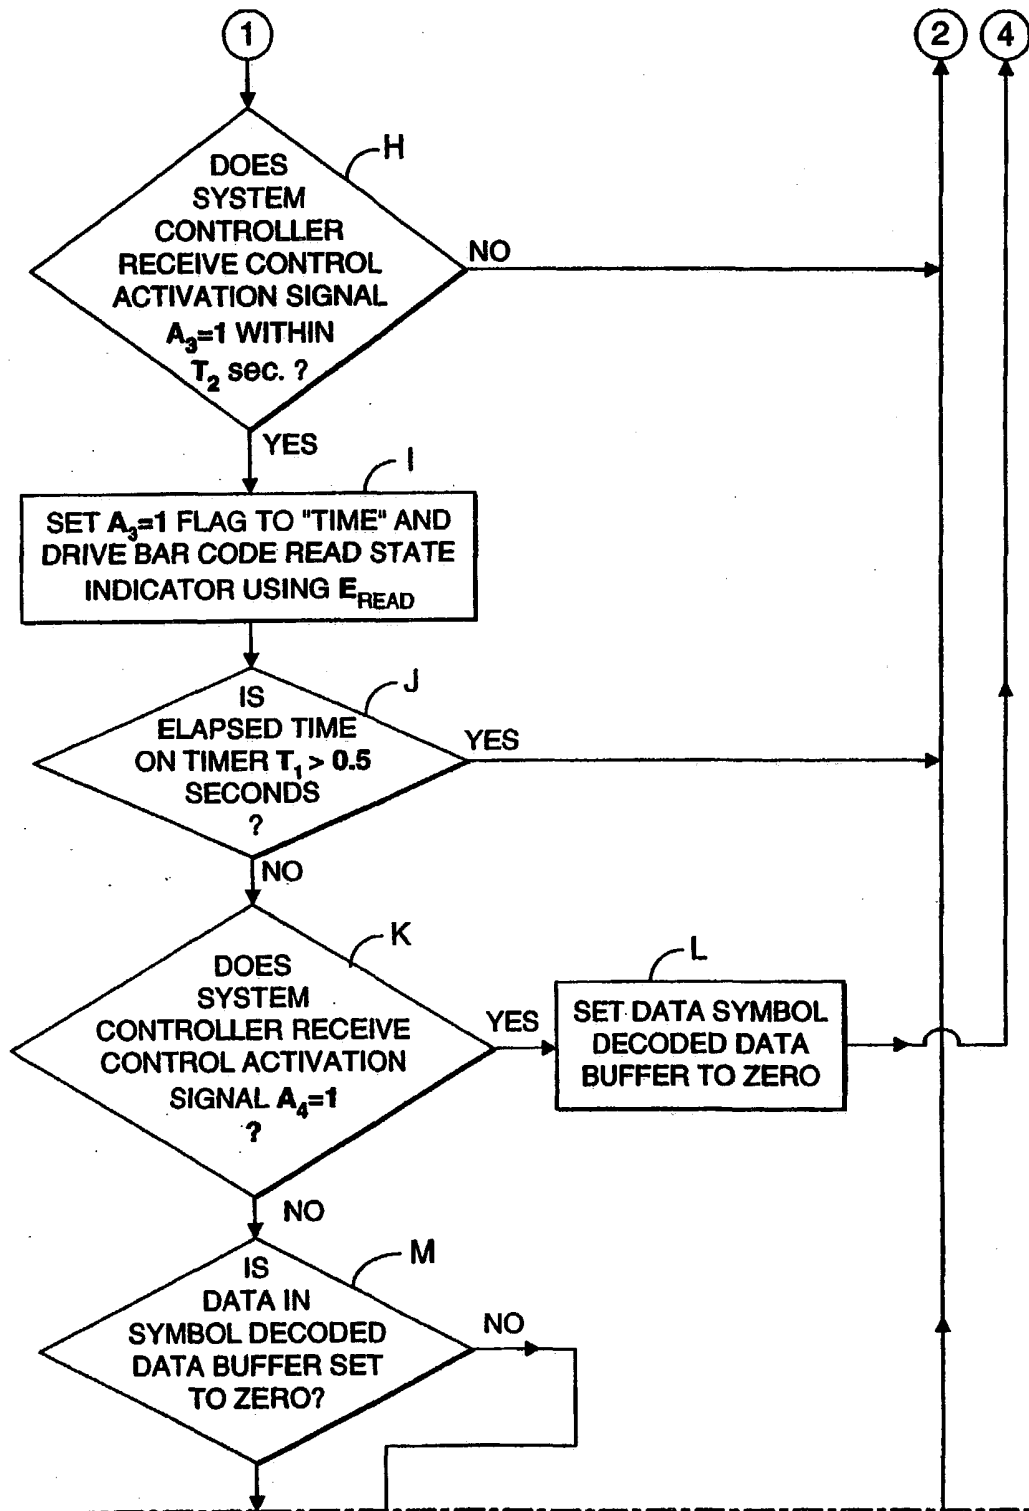 1
2
4
H
DOES
SYSTEM
CONTROLLER
RECEIVE CONTROL
ACTIVATION SIGNAL
A3=1 WITHIN
T2 sec. ?
NO
YES
I
SET A3=1 FLAG TO "TIME" AND
DRIVE BAR CODE READ STATE
INDICATOR USING EREAD
J
IS
ELAPSED TIME
ON TIMER T1 > 0.5
SECONDS
?
YES
NO
K
DOES
SYSTEM
CONTROLLER RECEIVE
CONTROL ACTIVATION
SIGNAL A4=1
?
YES
L
SET DATA SYMBOL
DECODED DATA
BUFFER TO ZERO
NO
M
IS
DATA IN
SYMBOL DECODED
DATA BUFFER SET
TO ZERO?
NO